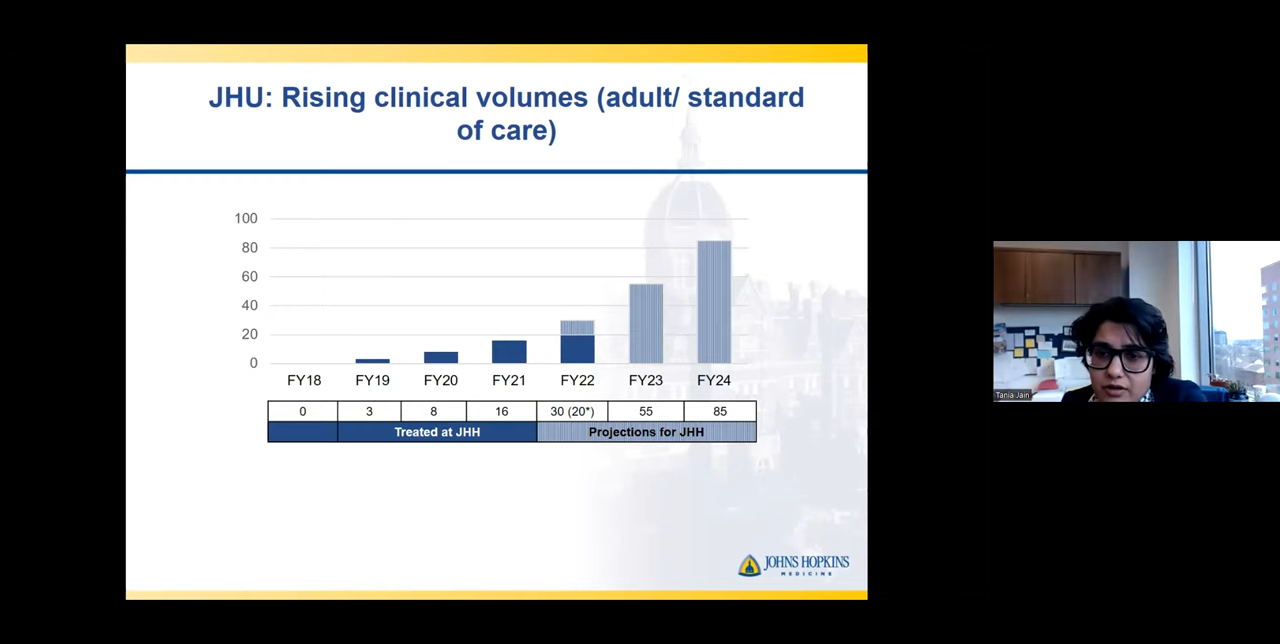 JHU: Rising clinical volumes (adult/ standard
of care)
100
80
60
40
20
0
FY18 FY19 FY20 FY21 FY22 FY23 FY24
0 3 8 16 30 (20*) 55 85
Treated at JHH Projections for JHH
JOHNS HOPKINS
MEDICINE
Tania Jain